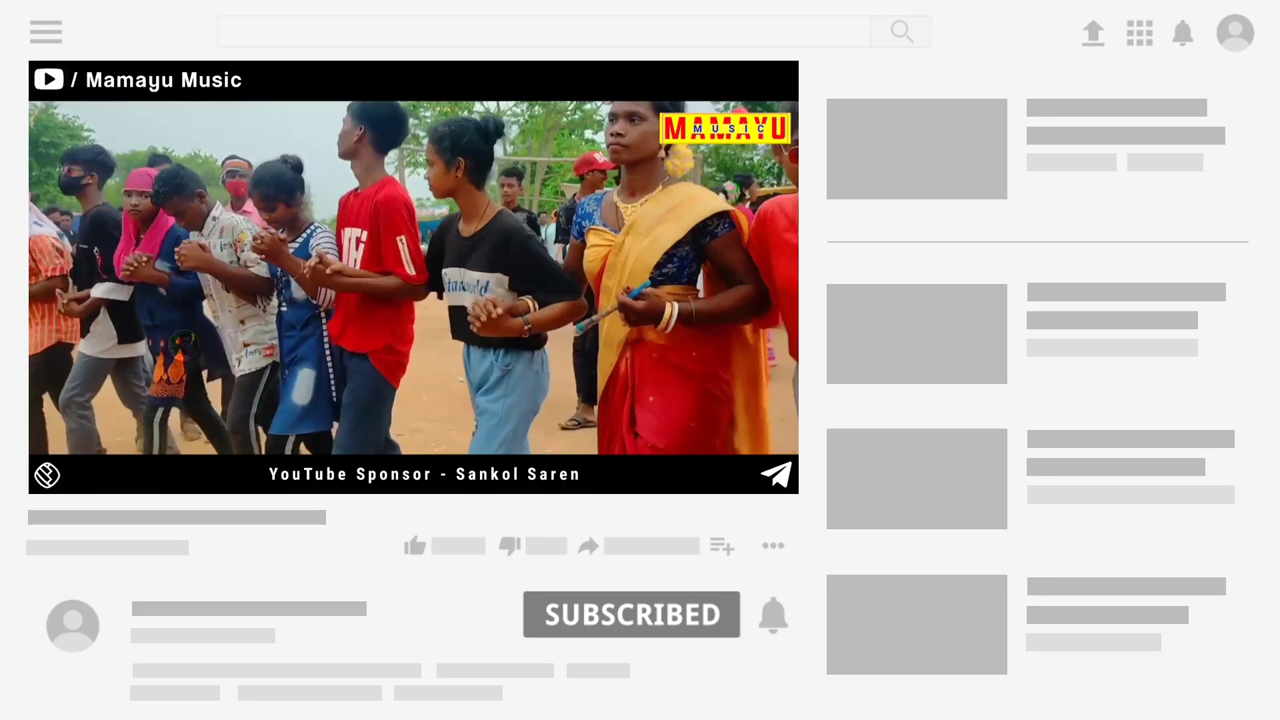 / Mamayu Music
MAMAYU
MUSIC
YouTube Sponsor - Sankol Saren
SUBSCRIBED